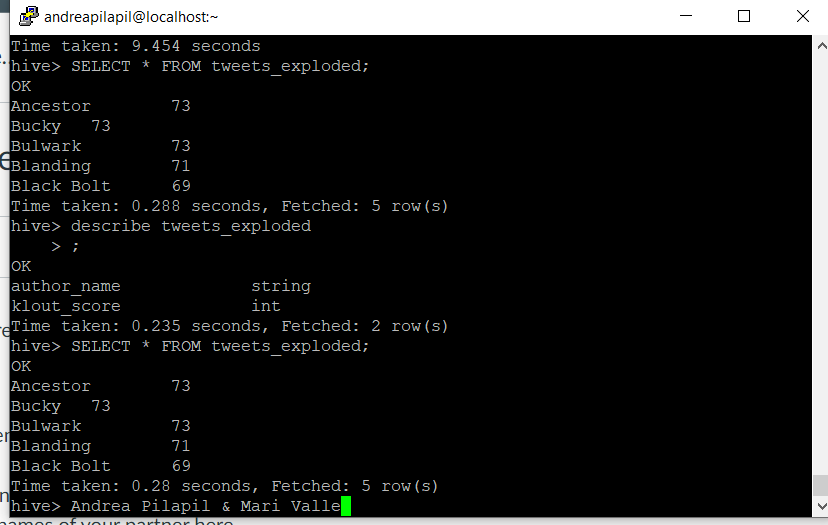 andreapilapil@localhost:~
Time taken: 9.454 seconds
hive> SELECT * FROM tweets_exploded;
OK
Ancestor        73
Bucky   73
Bulwark         73
Blanding        71
Black Bolt      69
Time taken: 0.288 seconds, Fetched: 5 row(s)
hive> describe tweets_exploded
    > ;
OK
author_name             string
klout_score             int
Time taken: 0.235 seconds, Fetched: 2 row(s)
hive> SELECT * FROM tweets_exploded;
OK
Ancestor        73
Bucky   73
Bulwark         73
Blanding        71
Black Bolt      69
Time taken: 0.28 seconds, Fetched: 5 row(s)
hive> Andrea Pilapil & Mari Valle
names of your partner here